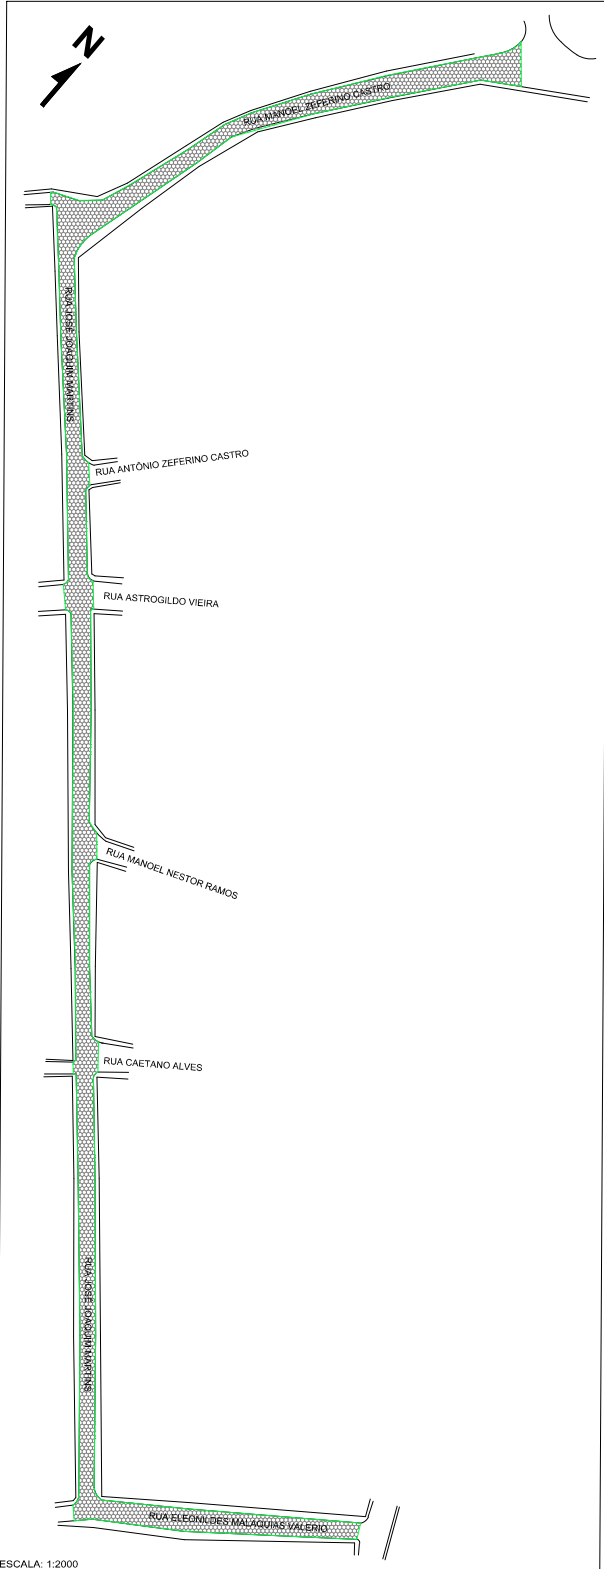 N
RUA MANOEL ZEFERINO CASTRO
RUA JOSÉ JOAQUIM MARTINS
RUA ANTÔNIO ZEFERINO CASTRO
RUA ASTROGILDO VIEIRA
RUA MANOEL NESTOR RAMOS
RUA CAETANO ALVES
RUA JOSÉ JOAQUIM MARTINS
RUA ELEONILDES MALAQUIAS VALERIO
ESCALA: 1:2000